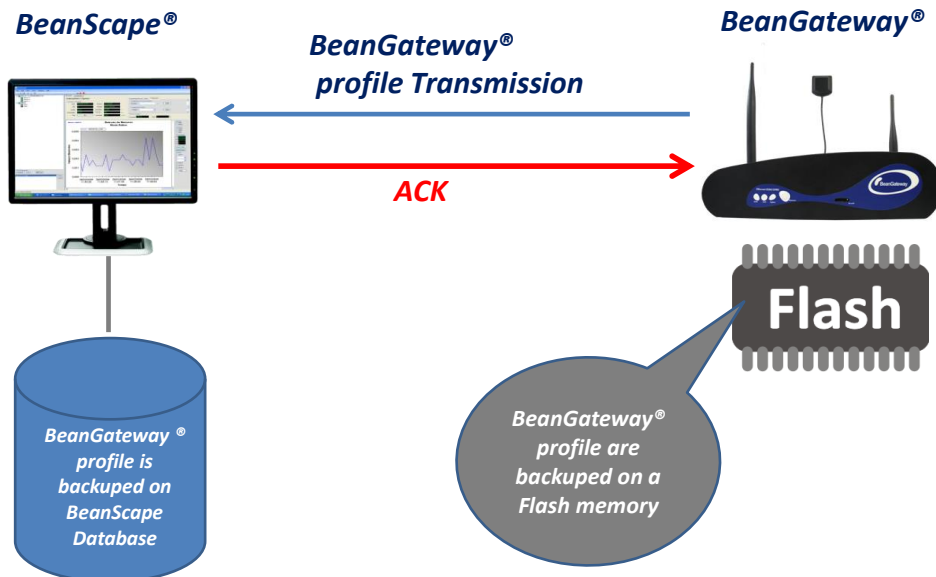 BeanScape®
BeanGateway®
BeanGateway®
profile Transmission
ACK
BeanGateway
Flash
BeanGateway®
profile are
backuped on a
Flash memory
BeanGateway ®
profile is
backuped on
BeanScape
Database